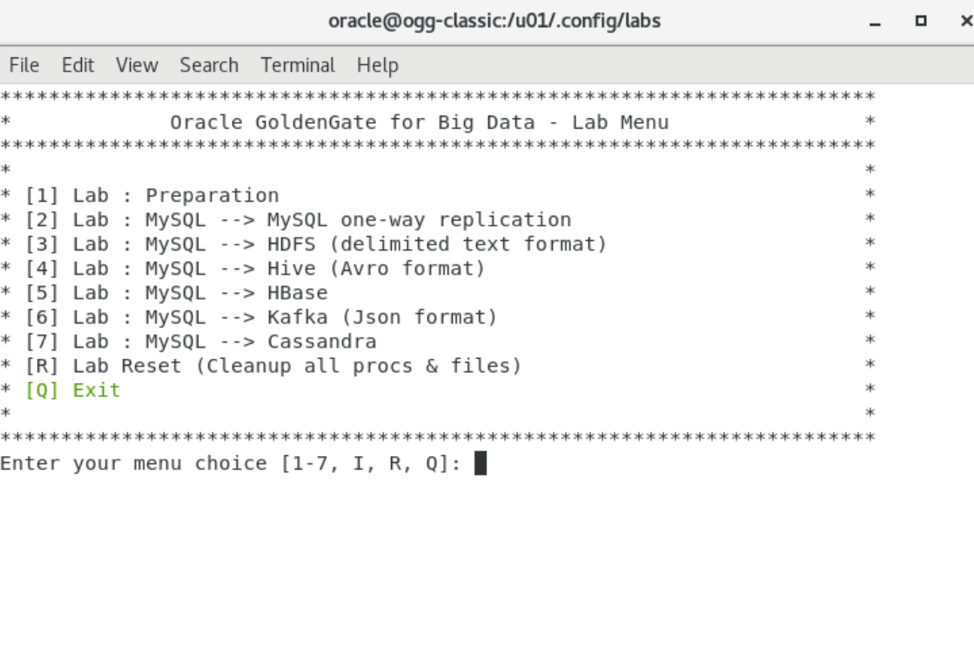 oracle@ogg-classic:/u01/.config/labs
File Edit View Search Terminal Help
************************************************************************
* Oracle GoldenGate for Big Data - Lab Menu *
************************************************************************
* *
* [1] Lab : Preparation *
* [2] Lab : MySQL --> MySQL one-way replication *
* [3] Lab : MySQL --> HDFS (delimited text format) *
* [4] Lab : MySQL --> Hive (Avro format) *
* [5] Lab : MySQL --> HBase *
* [6] Lab : MySQL --> Kafka (Json format) *
* [7] Lab : MySQL --> Cassandra *
* [R] Lab Reset (Cleanup all procs & files) *
* [Q] Exit *
* *
************************************************************************
Enter your menu choice [1-7, I, R, Q]: